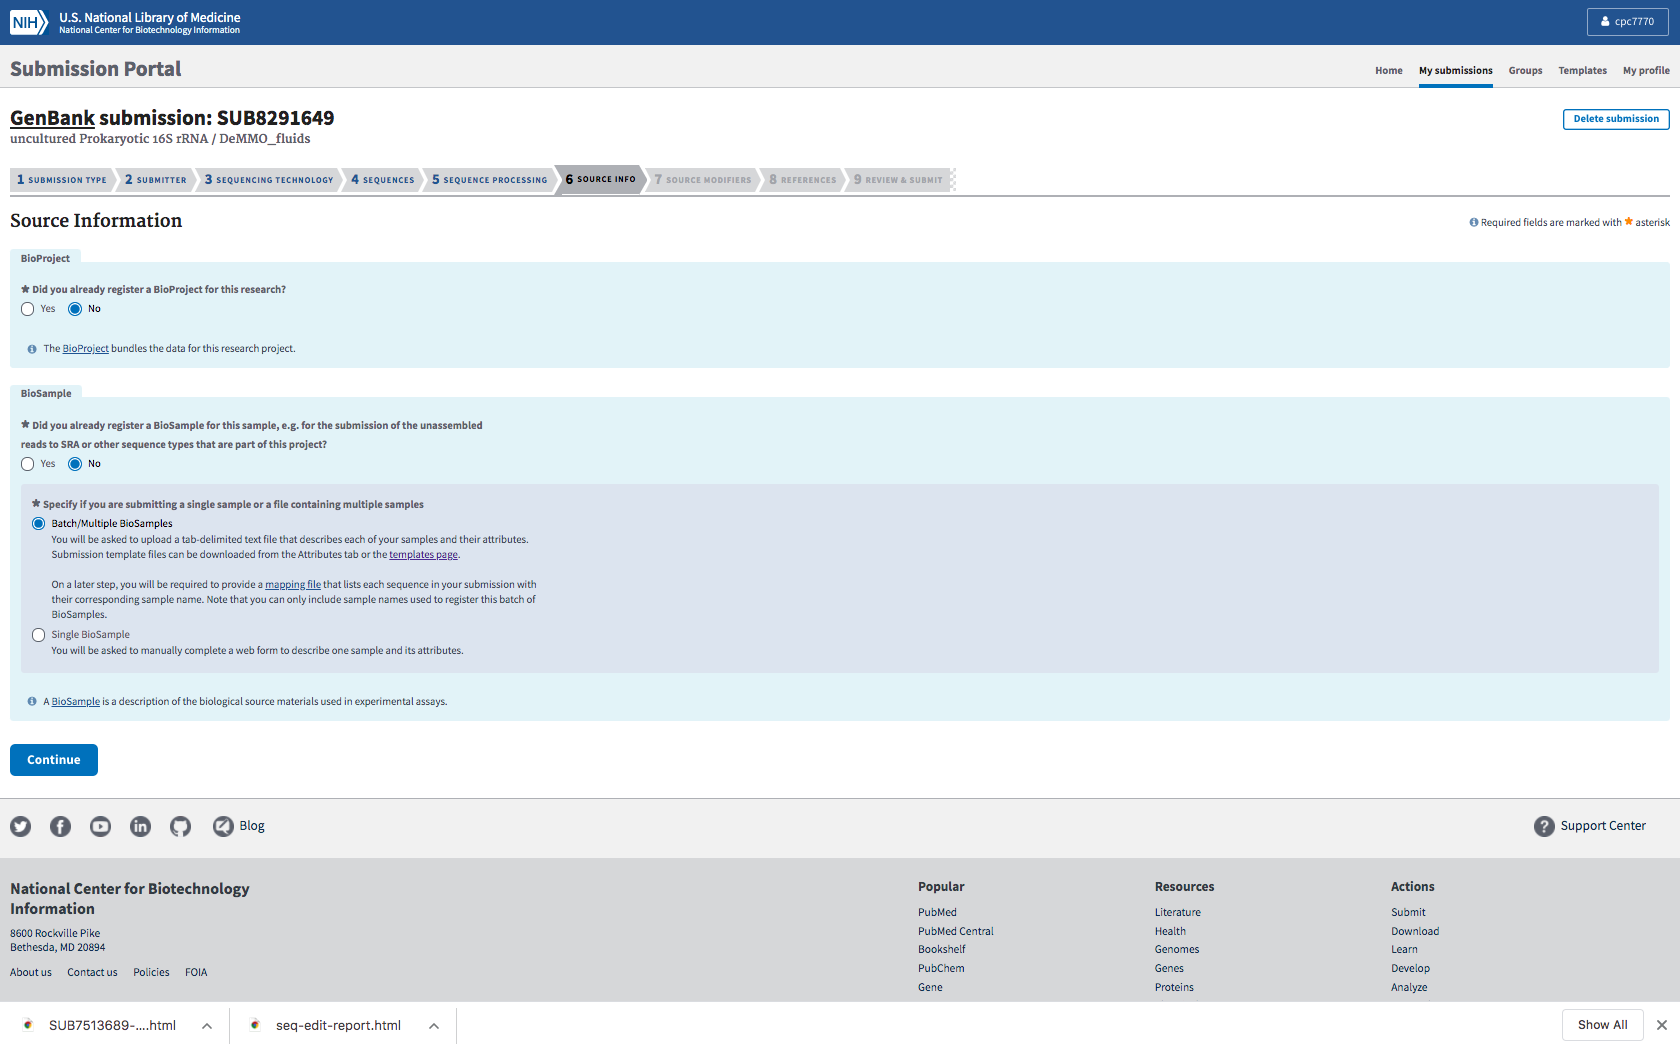 NIH
U.S. National Library of Medicine
National Center for Biotechnology Information
cpc7770
Submission Portal
Home My submissions Groups Templates My profile
GenBank submission: SUB8291649
Delete submission
uncultured Prokaryotic 16S rRNA / DeMMO_fluids
1 SUBMISSION TYPE 2 SUBMITTER 3 SEQUENCING TECHNOLOGY 4 SEQUENCES 5 SEQUENCE PROCESSING 6 SOURCE INFO 7 SOURCE MODIFIERS 8 REFERENCES 9 REVIEW & SUBMIT
Source Information
Required fields are marked with * asterisk
BioProject
* Did you already register a BioProject for this research?
Yes No
The BioProject bundles the data for this research project.
BioSample
* Did you already register a BioSample for this sample, e.g. for the submission of the unassembled
reads to SRA or other sequence types that are part of this project?
Yes No
* Specify if you are submitting a single sample or a file containing multiple samples
Batch/Multiple BioSamples
You will be asked to upload a tab-delimited text file that describes each of your samples and their attributes.
Submission template files can be downloaded from the Attributes tab or the templates page.
On a later step, you will be required to provide a mapping file that lists each sequence in your submission with
their corresponding sample name. Note that you can only include sample names used to register this batch of
BioSamples.
Single BioSample
You will be asked to manually complete a web form to describe one sample and its attributes.
A BioSample is a description of the biological source materials used in experimental assays.
Continue
Blog
Support Center
National Center for Biotechnology
Information
8600 Rockville Pike
Bethesda, MD 20894
About us Contact us Policies FOIA
Popular
PubMed
PubMed Central
Bookshelf
PubChem
Gene
Resources
Literature
Health
Genomes
Genes
Proteins
Actions
Submit
Download
Learn
Develop
Analyze
SUB7513689-....html
seq-edit-report.html
Show All